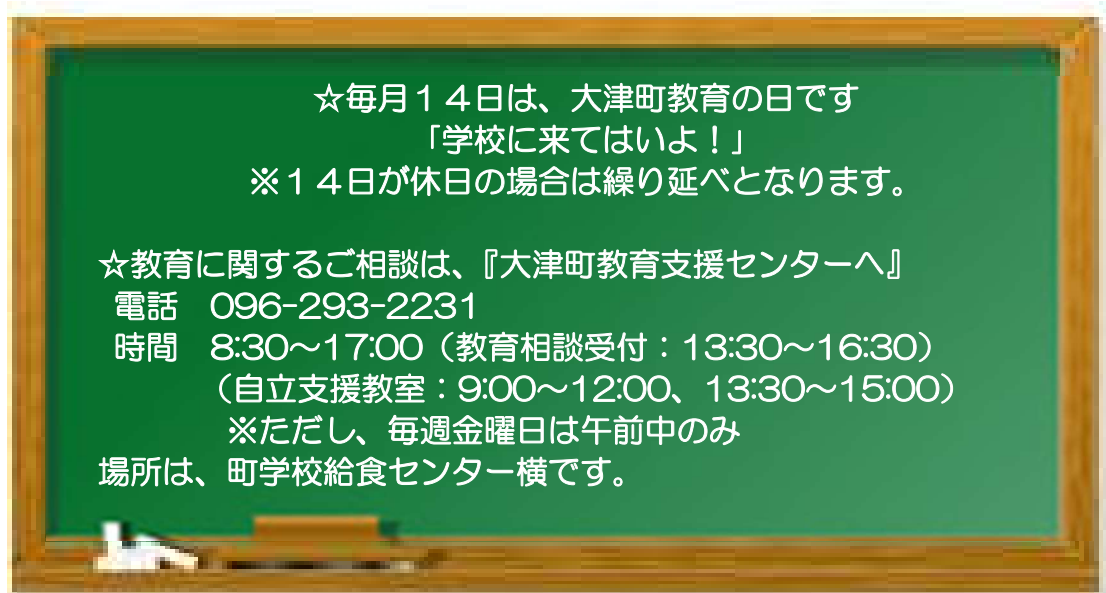 ☆毎月１４日は、大津町教育の日です
「学校に来てはいよ！」
※１４日が休日の場合は繰り延べとなります。
☆教育に関するご相談は、『大津町教育支援センターへ』
電話　096-293-2231
時間　8:30～17:00（教育相談受付：13:30～16:30）
（自立支援教室：9:00～12:00、13:30～15:00）
※ただし、毎週金曜日は午前中のみ
場所は、町学校給食センター横です。